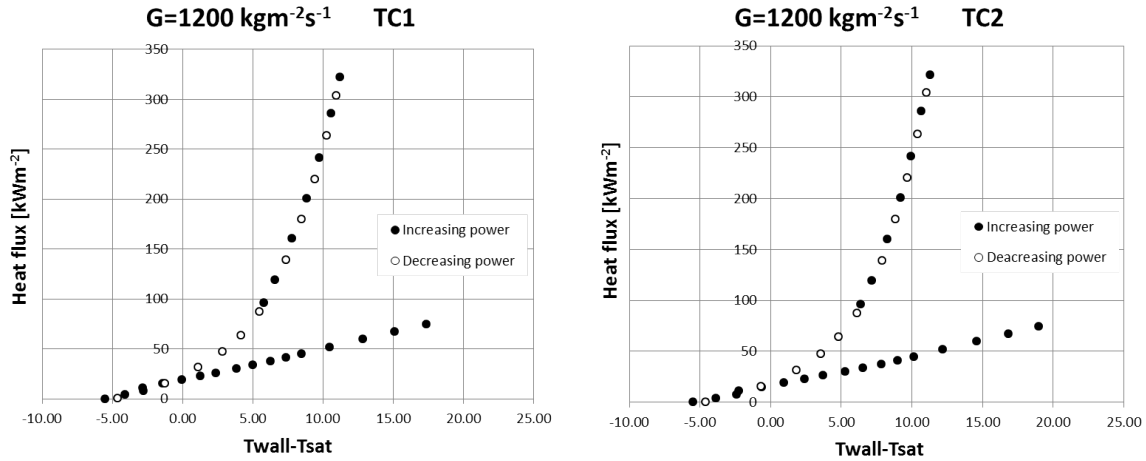 G=1200 kgm-2s-1 TC1
350
300
250
200
150
100
50
0
Heat flux [kWm-2]
Increasing power
Decreasing power
-10.00 -5.00 0.00 5.00 10.00 15.00 20.00 25.00
Twall-Tsat
G=1200 kgm-2s-1 TC2
350
300
250
200
150
100
50
0
Heat flux [kWm-2]
Increasing power
Deacreasing power
-10.00 -5.00 0.00 5.00 10.00 15.00 20.00 25.00
Twall-Tsat